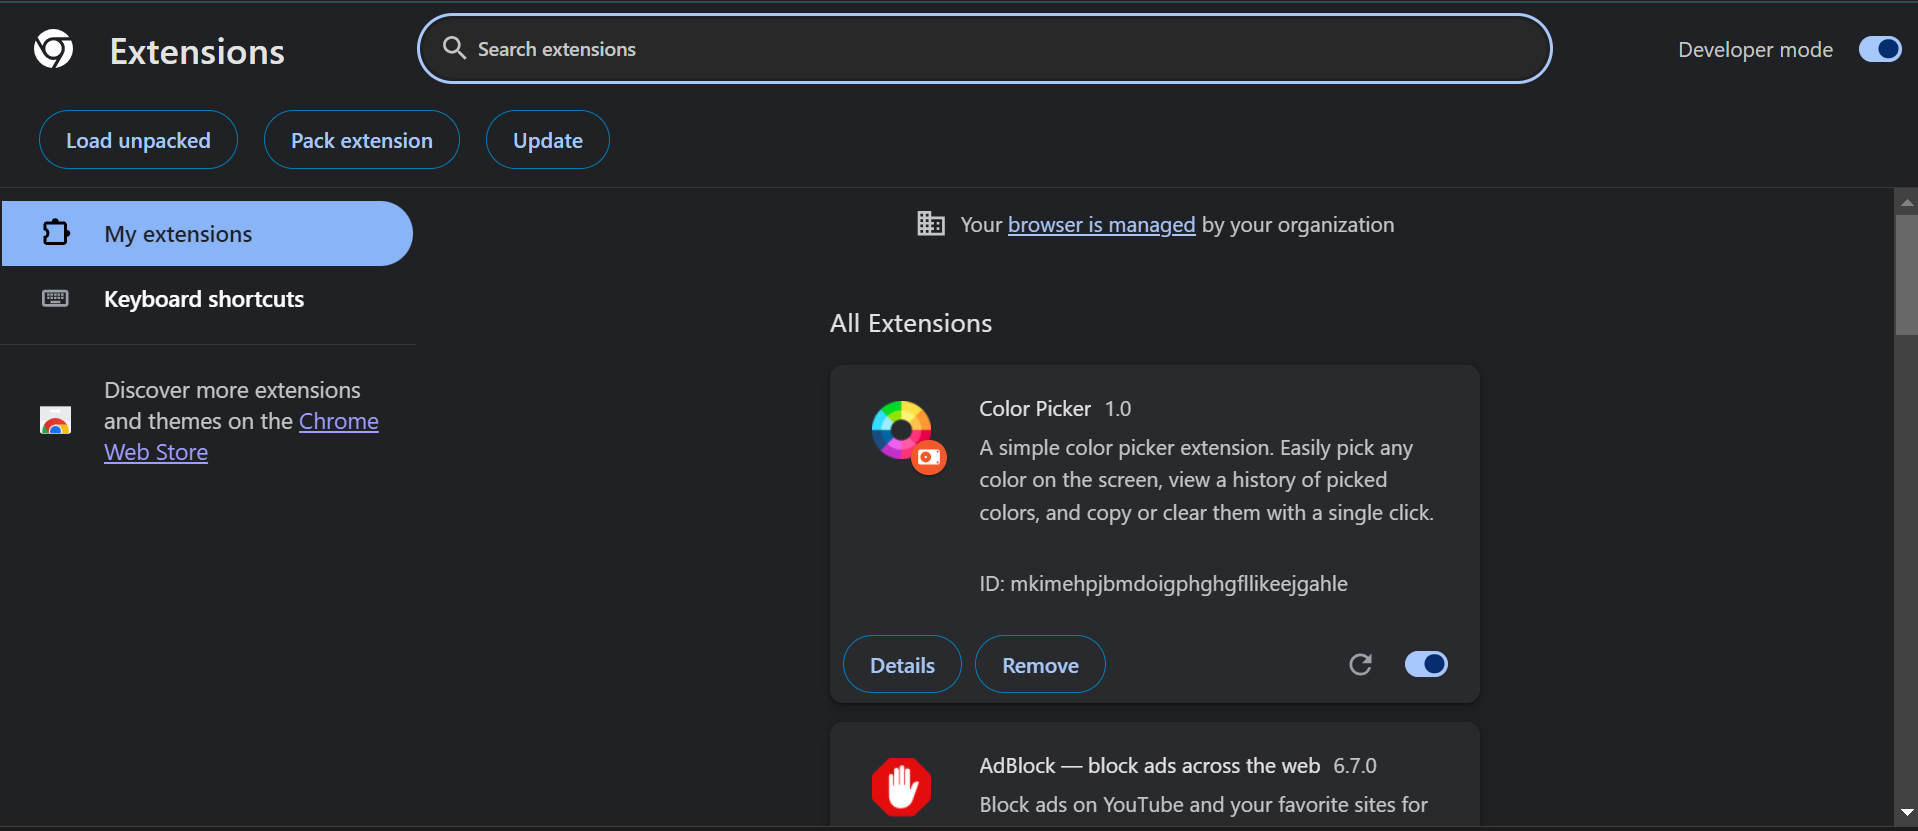 Extensions
Search extensions
Developer mode
Load unpacked
Pack extension
Update
My extensions
Keyboard shortcuts
Discover more extensions
and themes on the Chrome
Web Store
Your browser is managed by your organization
All Extensions
Color Picker 1.0
A simple color picker extension. Easily pick any
color on the screen, view a history of picked
colors, and copy or clear them with a single click.
ID: mkimehpjbmdoigphghgfllikeejgahle
Details
Remove
AdBlock — block ads across the web 6.7.0
Block ads on YouTube and your favorite sites for